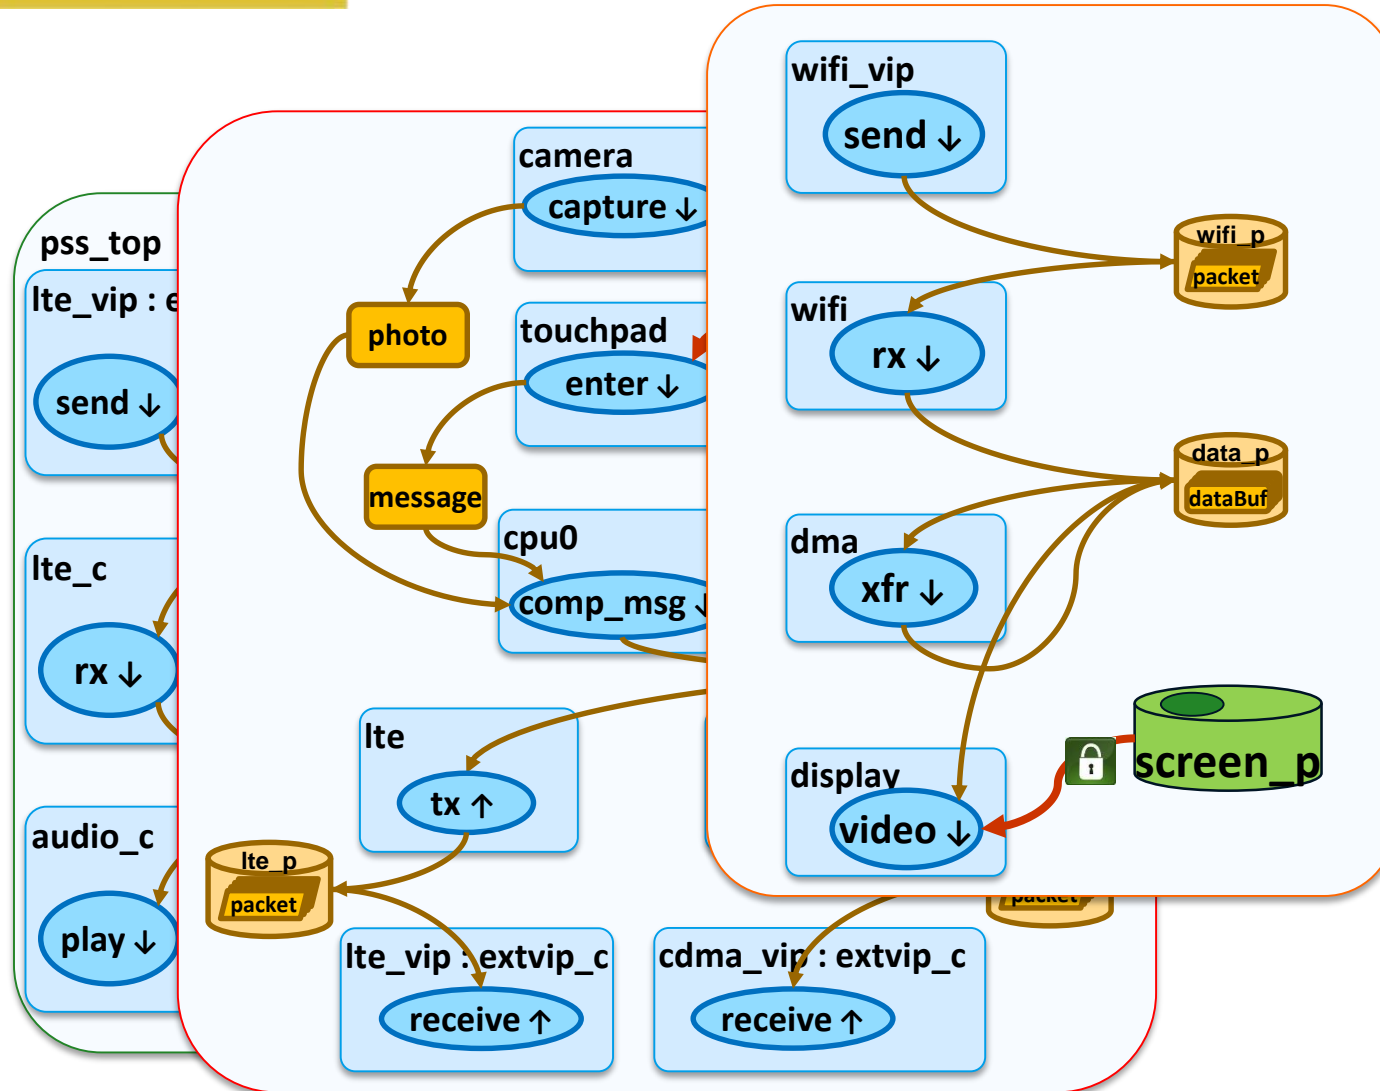 pss_top
lte_vip : e
send ↓
lte_c
rx ↓
audio_c
play ↓
camera
capture ↓
photo
touchpad
enter ↓
message
cpu0
comp_msg ↓
lte
tx ↑
lte_p
packet
lte_vip : extvip_c
receive ↑
cdma_vip : extvip_c
receive ↑
packet
wifi_vip
send ↓
wifi_p
packet
wifi
rx ↓
data_p
dataBuf
dma
xfr ↓
screen_p
display
video ↓